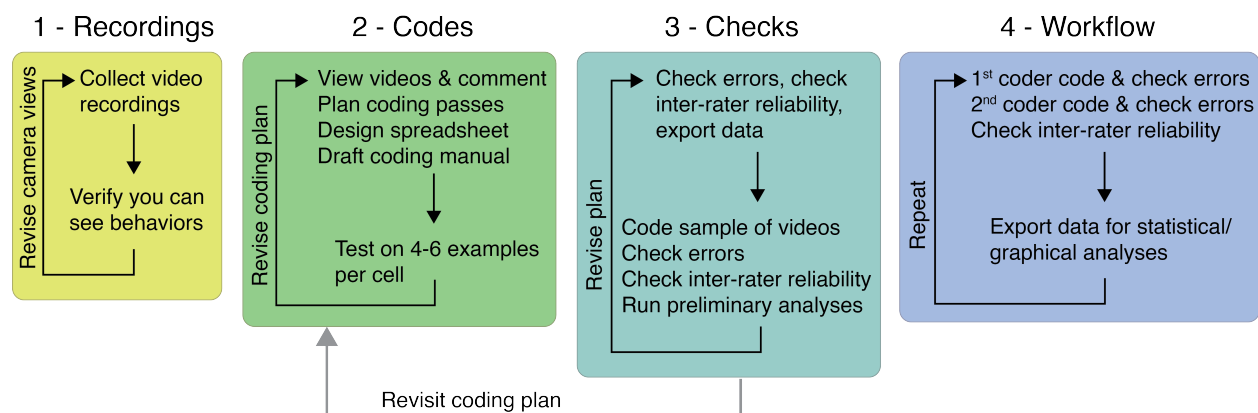 1 - Recordings
Collect video
recordings
Verify you can
see behaviors
Revise camera views
2 - Codes
View videos & comment
Plan coding passes
Design spreadsheet
Draft coding manual
Test on 4-6 examples
per cell
Revise coding plan
3 - Checks
Check errors, check
inter-rater reliability,
export data
Code sample of videos
Check errors
Check inter-rater reliability
Run preliminary analyses
Revise plan
4 - Workflow
1st coder code & check errors
2nd coder code & check errors
Check inter-rater reliability
Export data for statistical/
graphical analyses
Repeat
Revisit coding plan